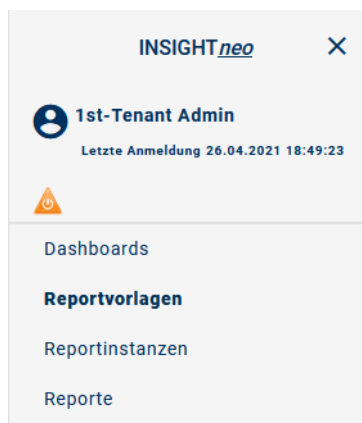 INSIGHTneo
1st-Tenant Admin
Letzte Anmeldung 26.04.2021 18:49:23
Dashboards
Reportvorlagen
Reportinstanzen
Reporte